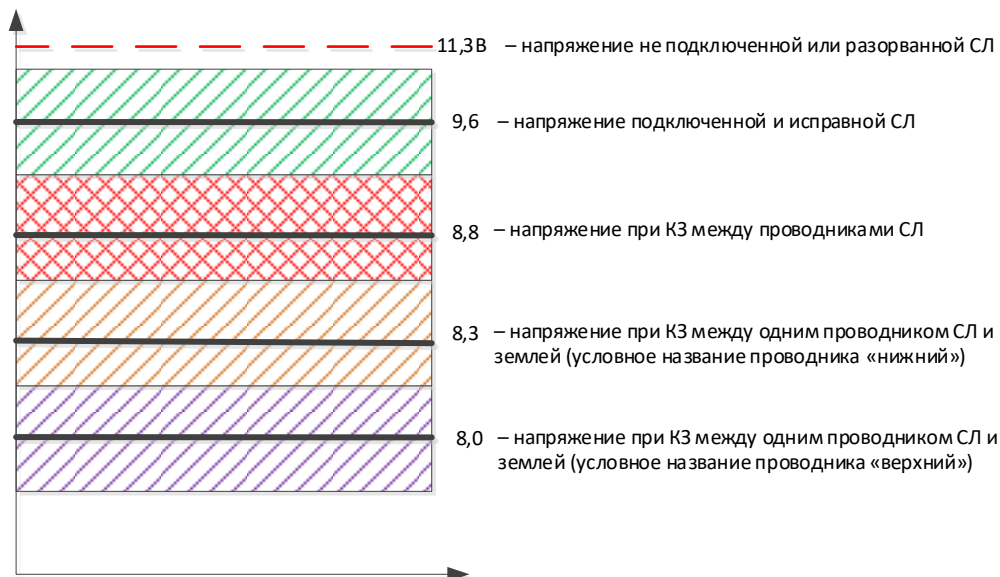 11,3В – напряжение не подключенной или разорванной СЛ
9,6 – напряжение подключенной и исправной СЛ
8,8 – напряжение при КЗ между проводниками СЛ
8,3 – напряжение при КЗ между одним проводником СЛ и
землей (условное название проводника «нижний»)
8,0 – напряжение при КЗ между одним проводником СЛ и
землей (условное название проводника «верхний»)